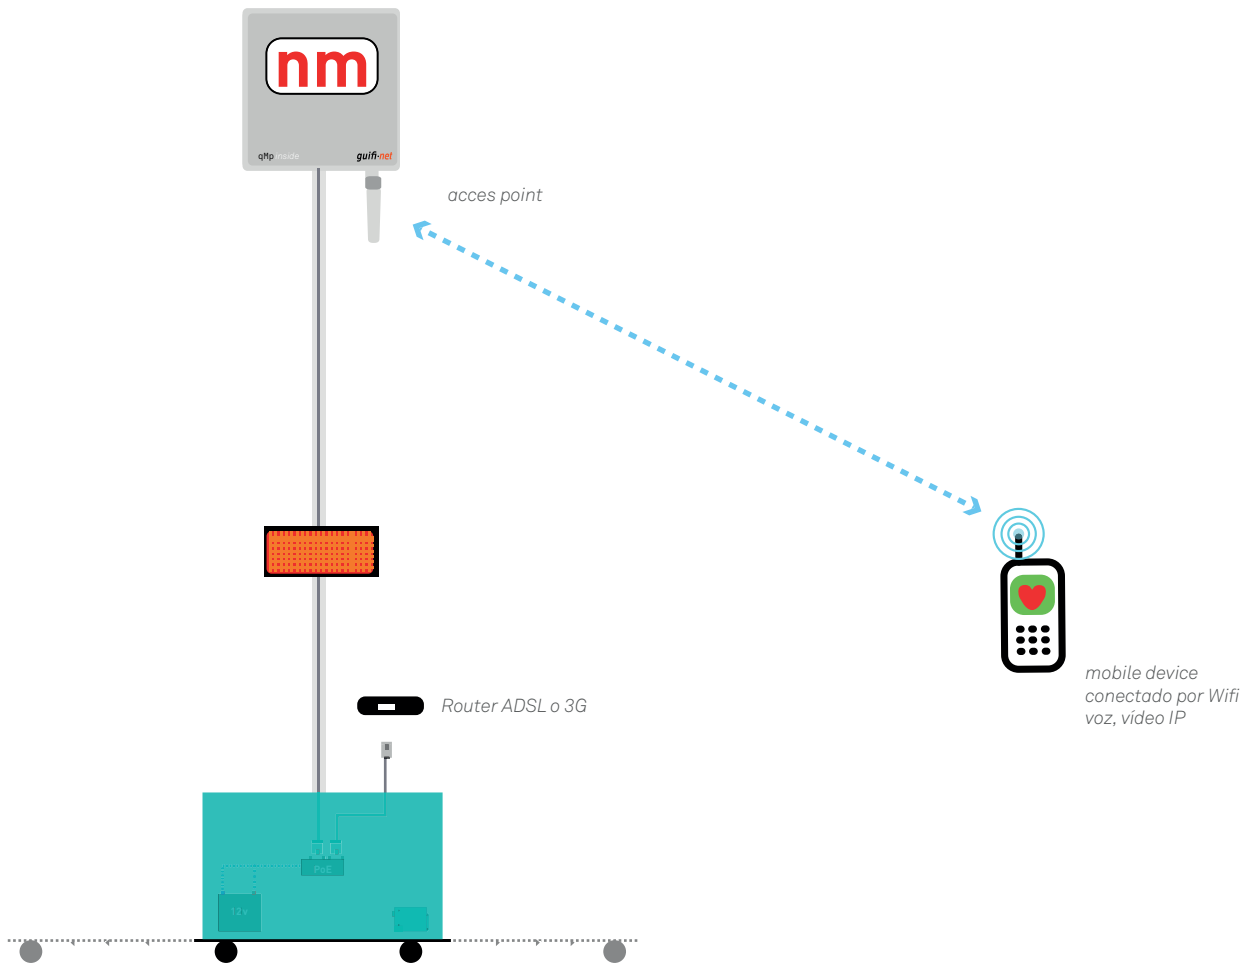 nm
qMp inside
guifi·net
acces point
Router ADSL o 3G
mobile device
conectado por Wifi
voz, vídeo IP
PoE
12v